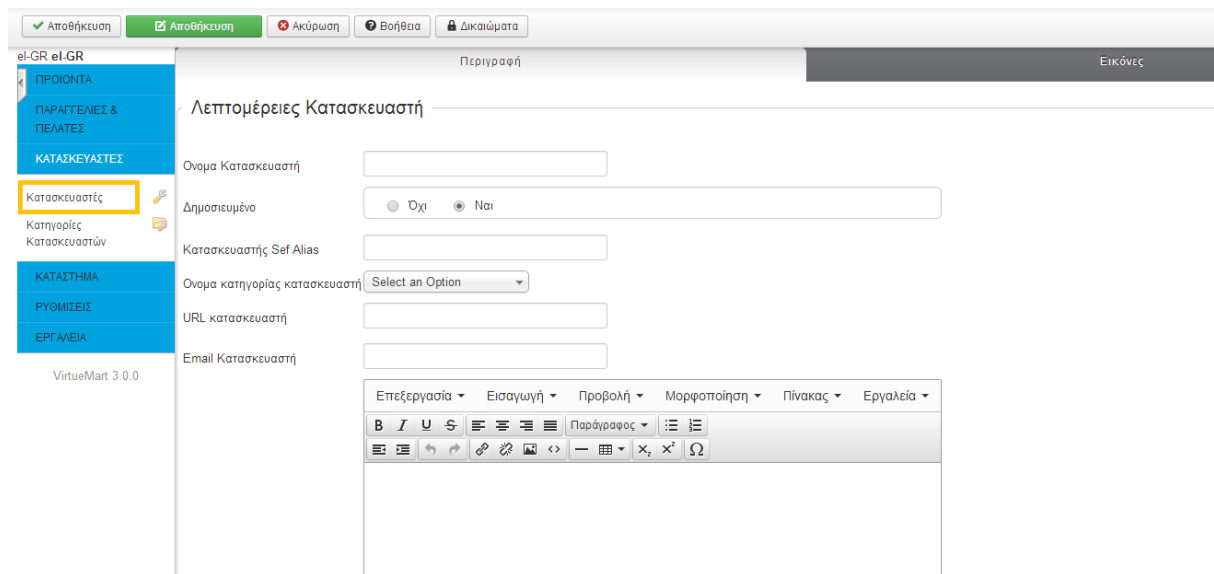 Αποθήκευση Αποθήκευση Ακύρωση Βοήθεια Δικαιώματα
el-GR el-GR
ΠΡΟΙΟΝΤΑ
ΠΑΡΑΓΓΕΛΙΕΣ &
ΠΕΛΑΤΕΣ
ΚΑΤΑΣΚΕΥΑΣΤΕΣ
Κατασκευαστές
Κατηγορίες
Κατασκευαστών
ΚΑΤΑΣΤΗΜΑ
ΡΥΘΜΙΣΕΙΣ
ΕΡΓΑΛΕΙΑ
VirtueMart 3.0.0
Περιγραφή Εικόνες
Λεπτομέρειες Κατασκευαστή
Ονομα Κατασκευαστή
Δημοσιευμένο Όχι Ναι
Κατασκευαστής Sef Alias
Ονομα κατηγορίας κατασκευαστή Select an Option
URL κατασκευαστή
Email Κατασκευαστή
Επεξεργασία Εισαγωγή Προβολή Μορφοποίηση Πίνακας Εργαλεία
B I U S Παράγραφος
x₂ x² Ω